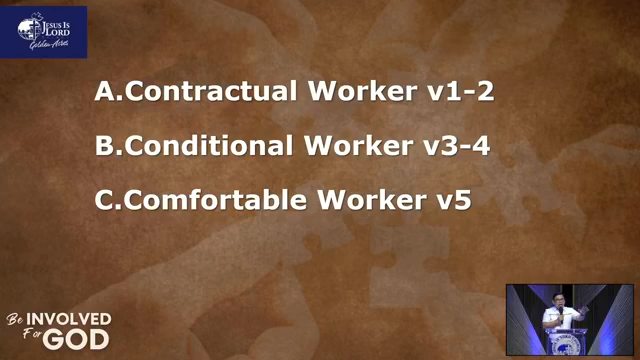 JESUS IS
LORD
Golden Acres
A.Contractual Worker v1-2
B.Conditional Worker v3-4
C.Comfortable Worker v5
Be INVOLVED
For GOD